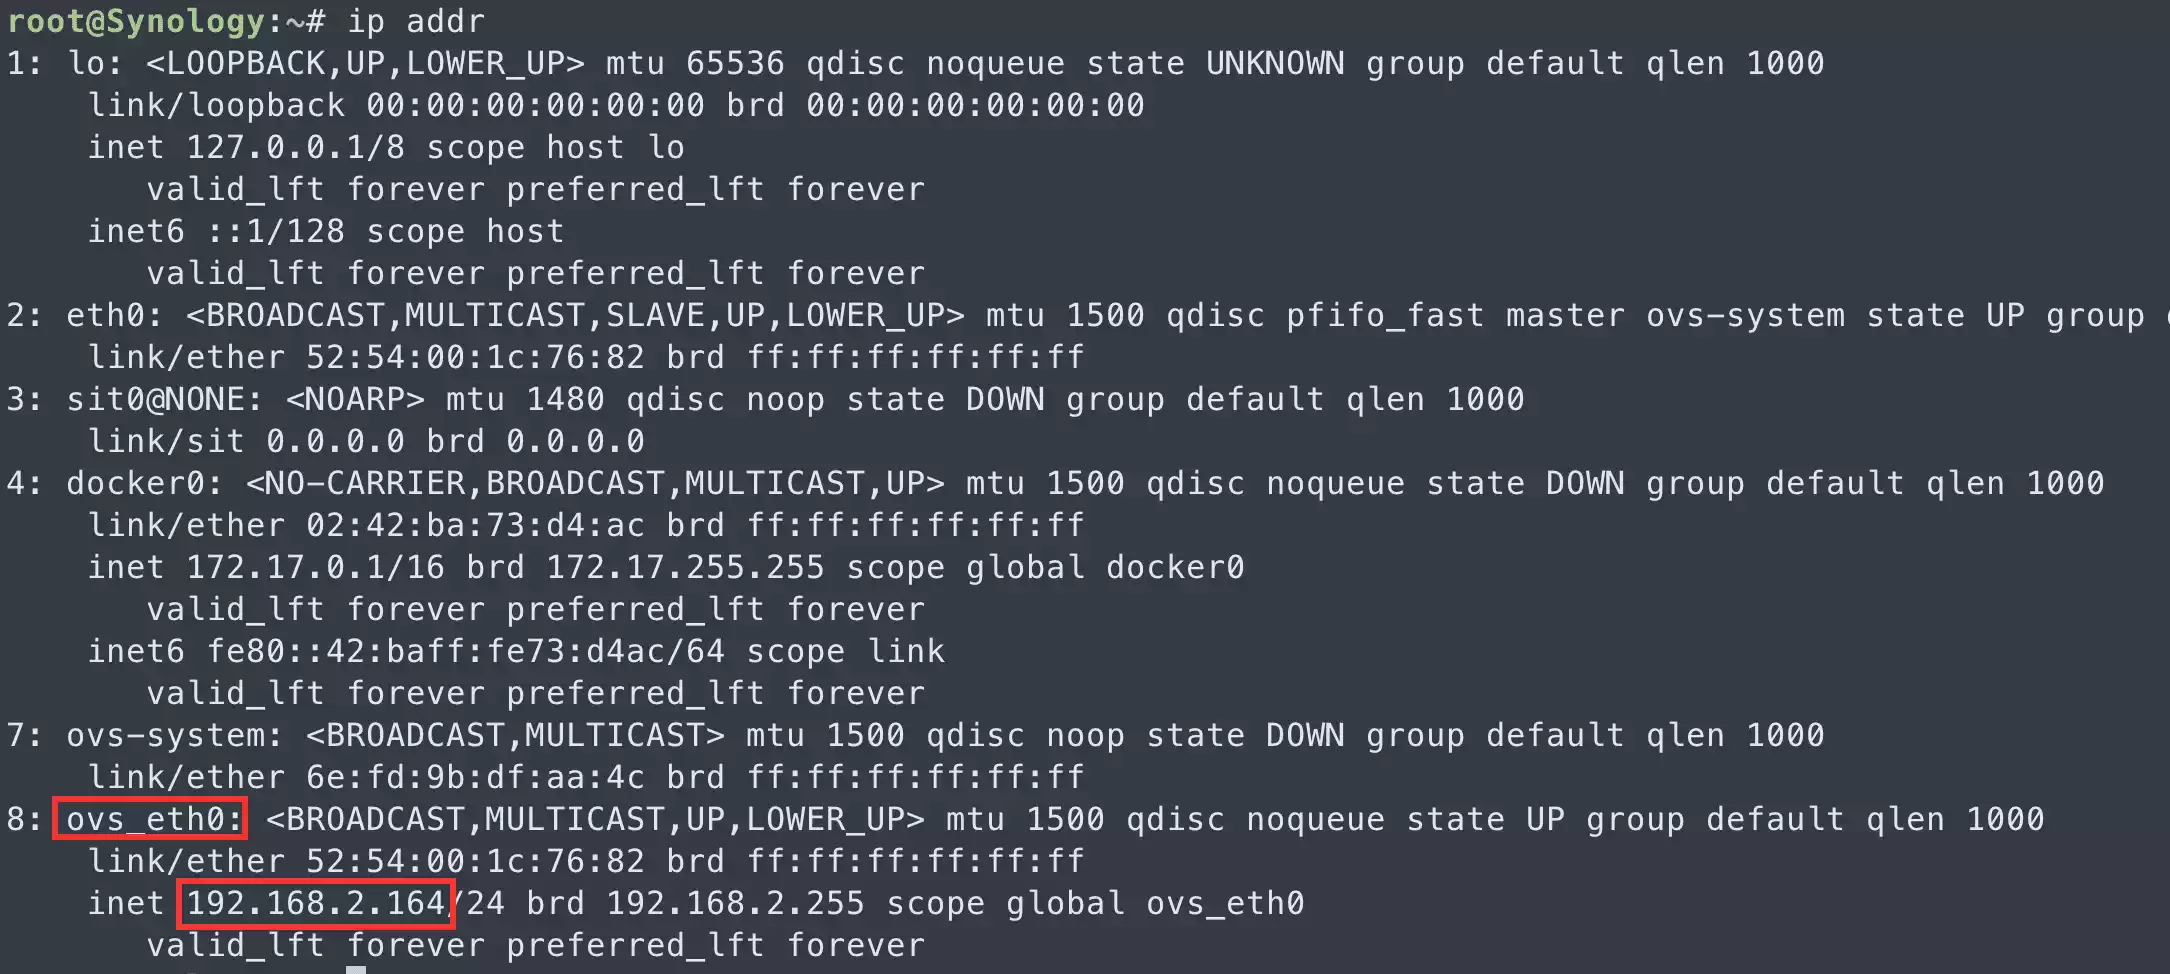 root@Synology:~# ip addr
1: lo: <LOOPBACK,UP,LOWER_UP> mtu 65536 qdisc noqueue state UNKNOWN group default qlen 1000
    link/loopback 00:00:00:00:00:00 brd 00:00:00:00:00:00
    inet 127.0.0.1/8 scope host lo
       valid_lft forever preferred_lft forever
    inet6 ::1/128 scope host
       valid_lft forever preferred_lft forever
2: eth0: <BROADCAST,MULTICAST,SLAVE,UP,LOWER_UP> mtu 1500 qdisc pfifo_fast master ovs-system state UP group
    link/ether 52:54:00:1c:76:82 brd ff:ff:ff:ff:ff:ff
3: sit0@NONE: <NOARP> mtu 1480 qdisc noop state DOWN group default qlen 1000
    link/sit 0.0.0.0 brd 0.0.0.0
4: docker0: <NO-CARRIER,BROADCAST,MULTICAST,UP> mtu 1500 qdisc noqueue state DOWN group default qlen 1000
    link/ether 02:42:ba:73:d4:ac brd ff:ff:ff:ff:ff:ff
    inet 172.17.0.1/16 brd 172.17.255.255 scope global docker0
       valid_lft forever preferred_lft forever
    inet6 fe80::42:baff:fe73:d4ac/64 scope link
       valid_lft forever preferred_lft forever
7: ovs-system: <BROADCAST,MULTICAST> mtu 1500 qdisc noop state DOWN group default qlen 1000
    link/ether 6e:fd:9b:df:aa:4c brd ff:ff:ff:ff:ff:ff
8: ovs_eth0: <BROADCAST,MULTICAST,UP,LOWER_UP> mtu 1500 qdisc noqueue state UP group default qlen 1000
    link/ether 52:54:00:1c:76:82 brd ff:ff:ff:ff:ff:ff
    inet 192.168.2.164/24 brd 192.168.2.255 scope global ovs_eth0
       valid_lft forever preferred_lft forever